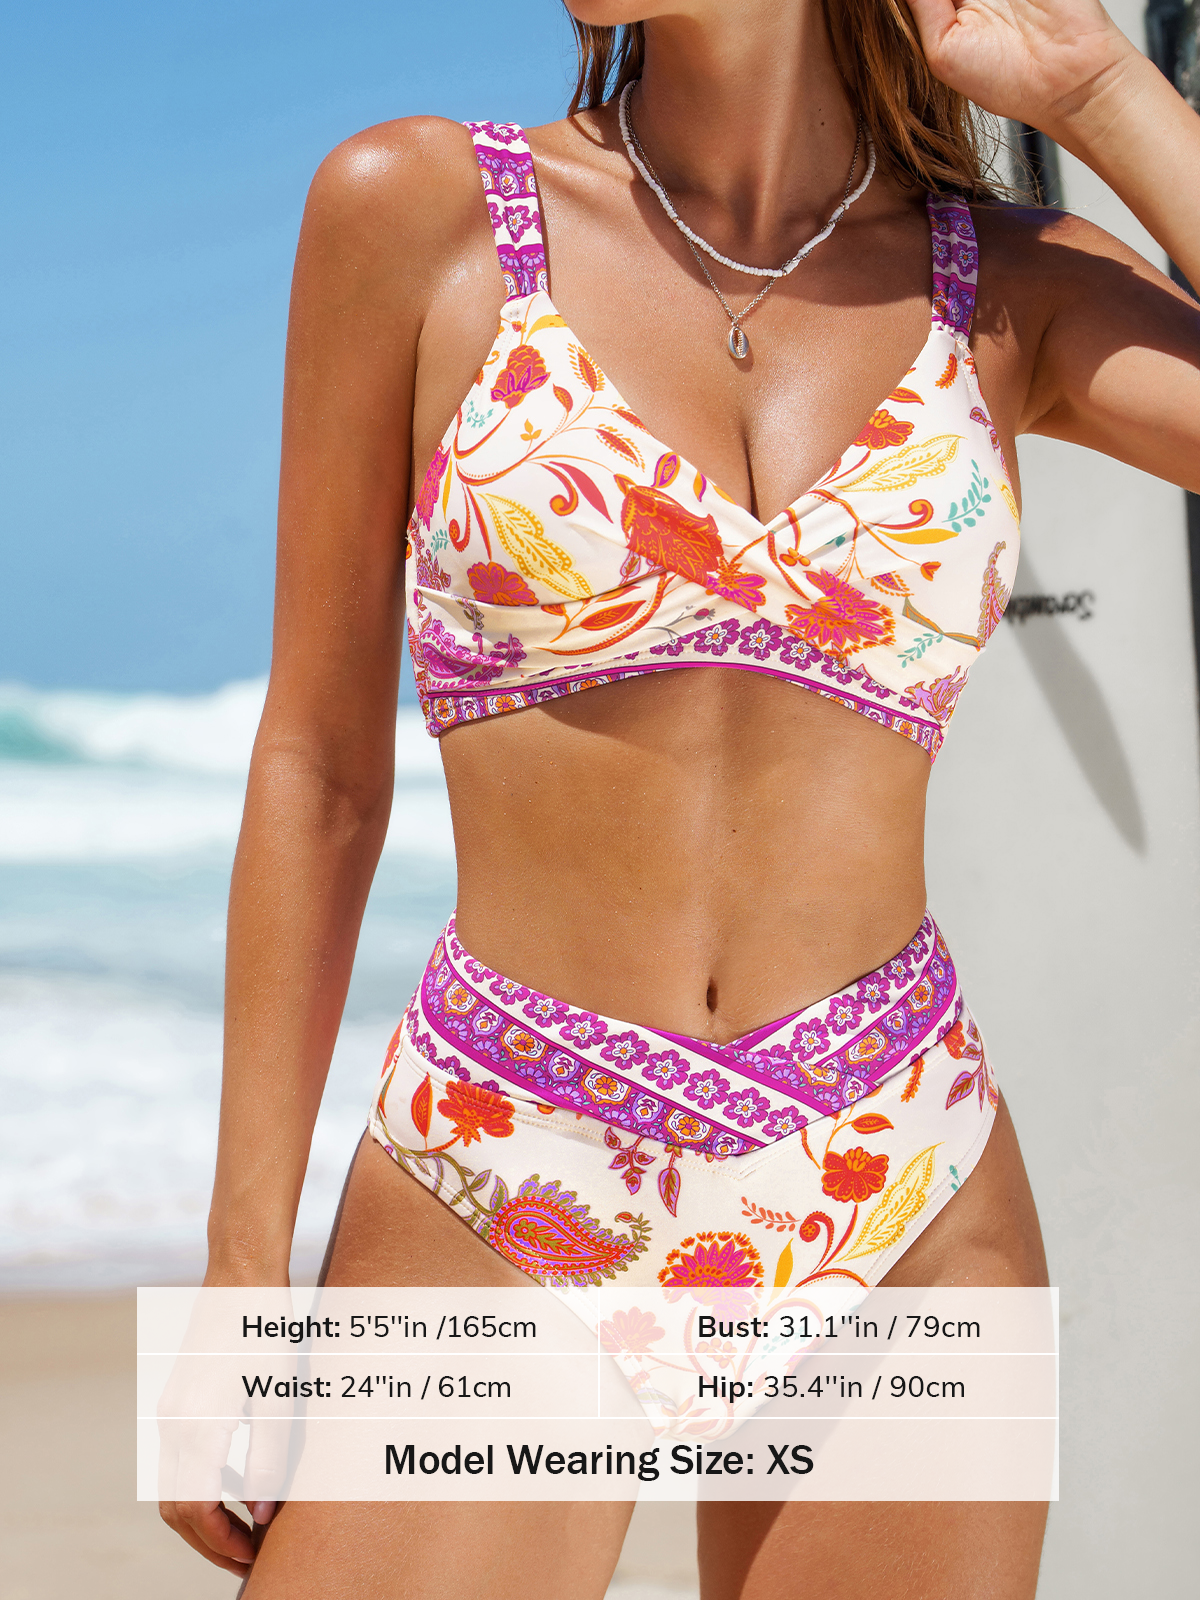 Height: 5'5''in /165cm
Bust: 31.1''in / 79cm
Waist: 24''in / 61cm
Hip: 35.4''in / 90cm
Model Wearing Size: XS